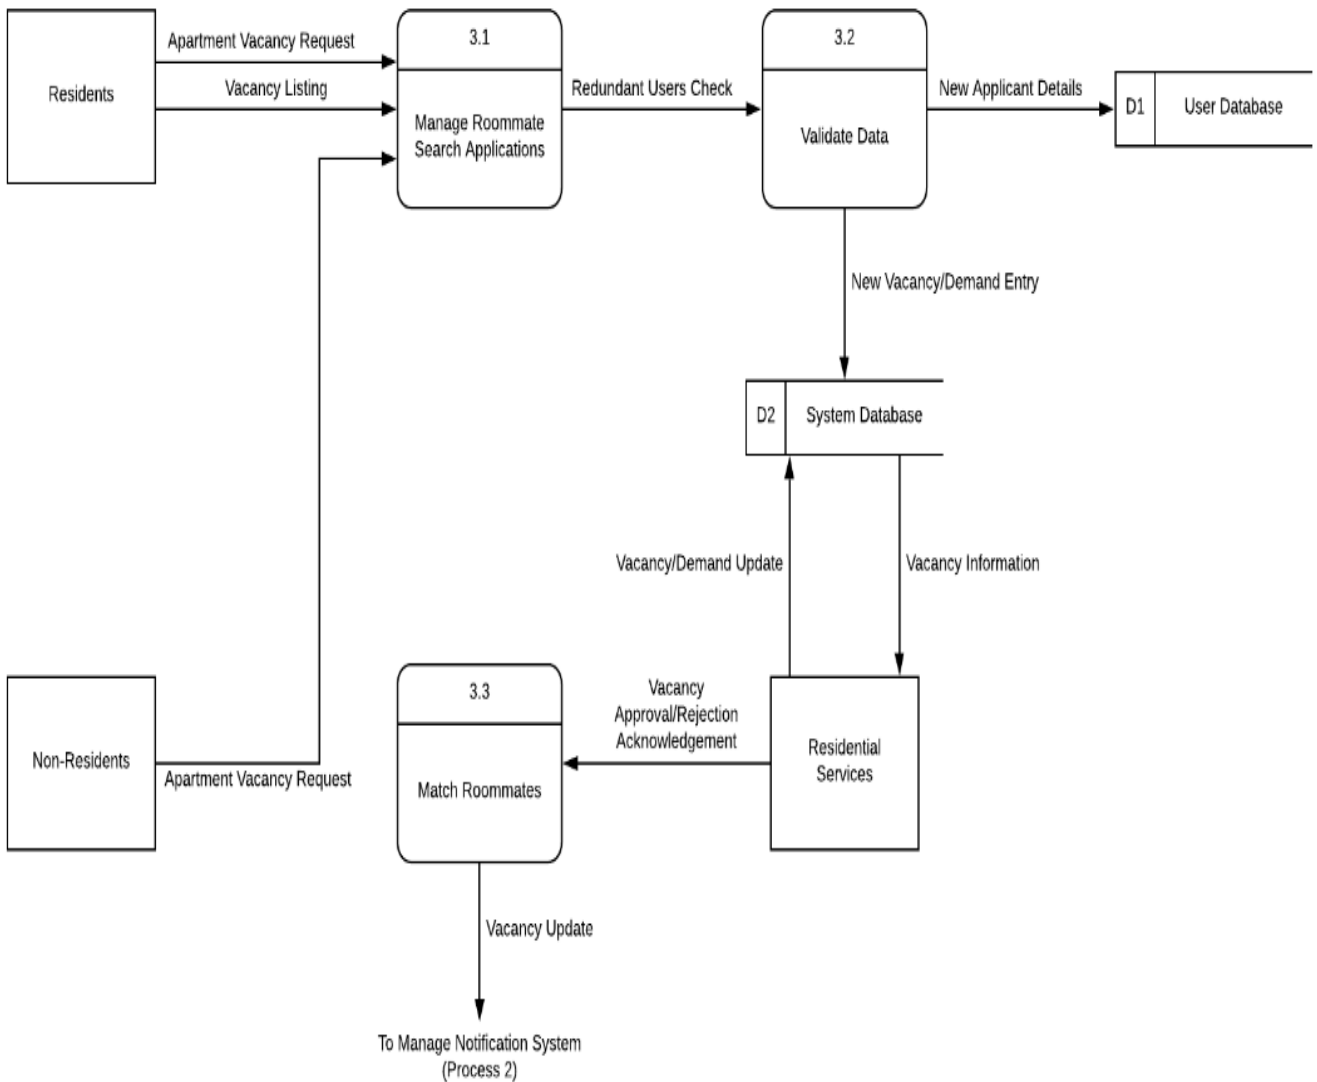 Apartment Vacancy Request
Residents
Vacancy Listing
3.1
Manage Roommate
Search Applications
Redundant Users Check
3.2
Validate Data
New Applicant Details
D1
User Database
New Vacancy/Demand Entry
D2
System Database
Vacancy/Demand Update
Vacancy Information
Non-Residents
Apartment Vacancy Request
3.3
Match Roommates
Vacancy
Approval/Rejection
Acknowledgement
Residential
Services
Vacancy Update
To Manage Notification System
(Process 2)